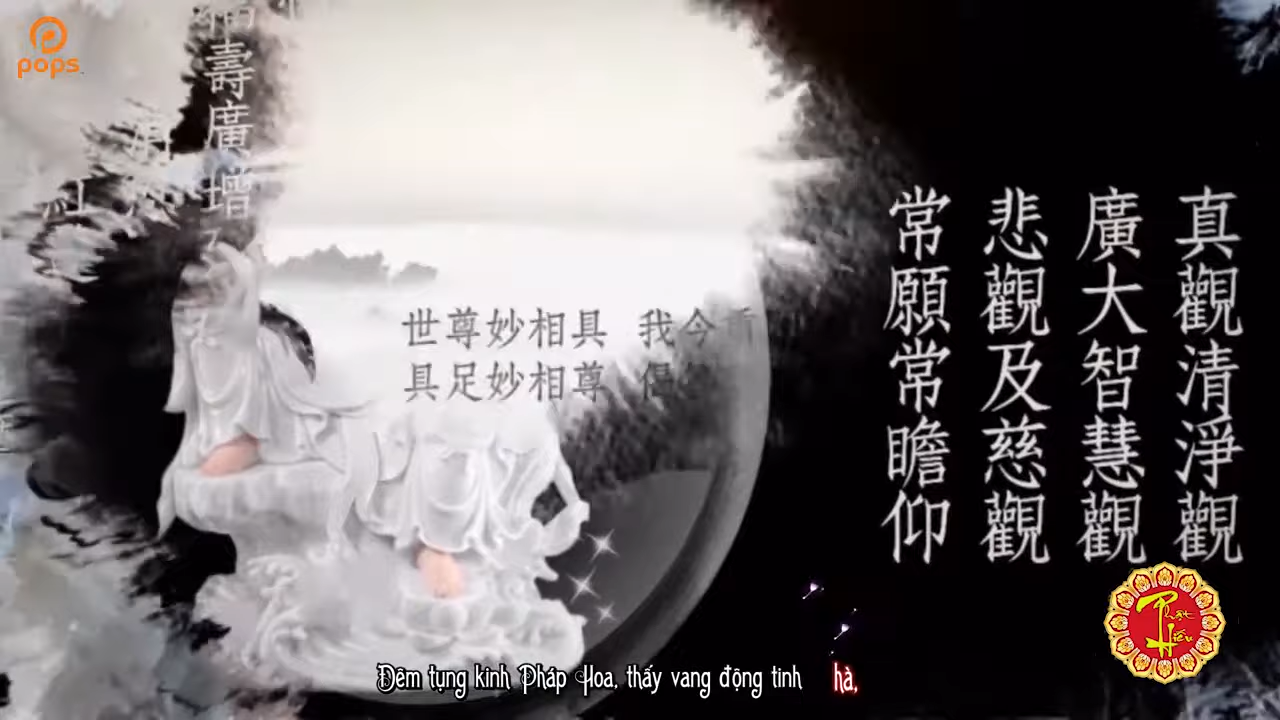 pops
壽廣增
世尊妙相具 我今
具足妙相尊
真觀清淨觀
廣大智慧觀
悲觀及慈觀
常願常瞻仰
Phật Hiếu
Đêm tụng kinh Pháp Hoa, thấy vang động tinh hà,